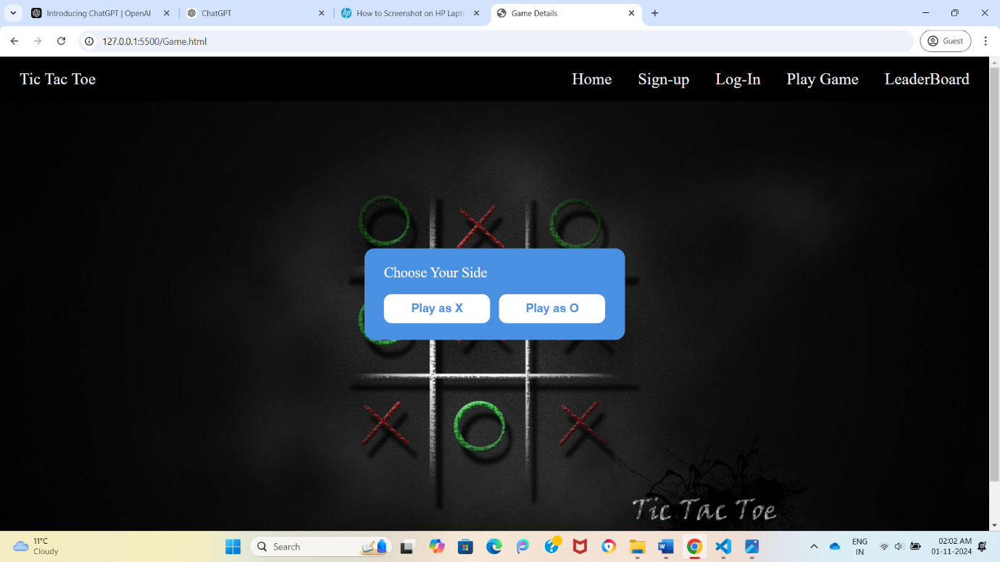 Introducing ChatGPT | OpenAI
ChatGPT
How to Screenshot on HP Lapt
Game Details
127.0.0.1:5500/Game.html
Guest
Tic Tac Toe
Home
Sign-up
Log-In
Play Game
LeaderBoard
Choose Your Side
Play as X
Play as O
Tic Tac Toe
11°C
Cloudy
Search
ENG
IN
02:02 AM
01-11-2024